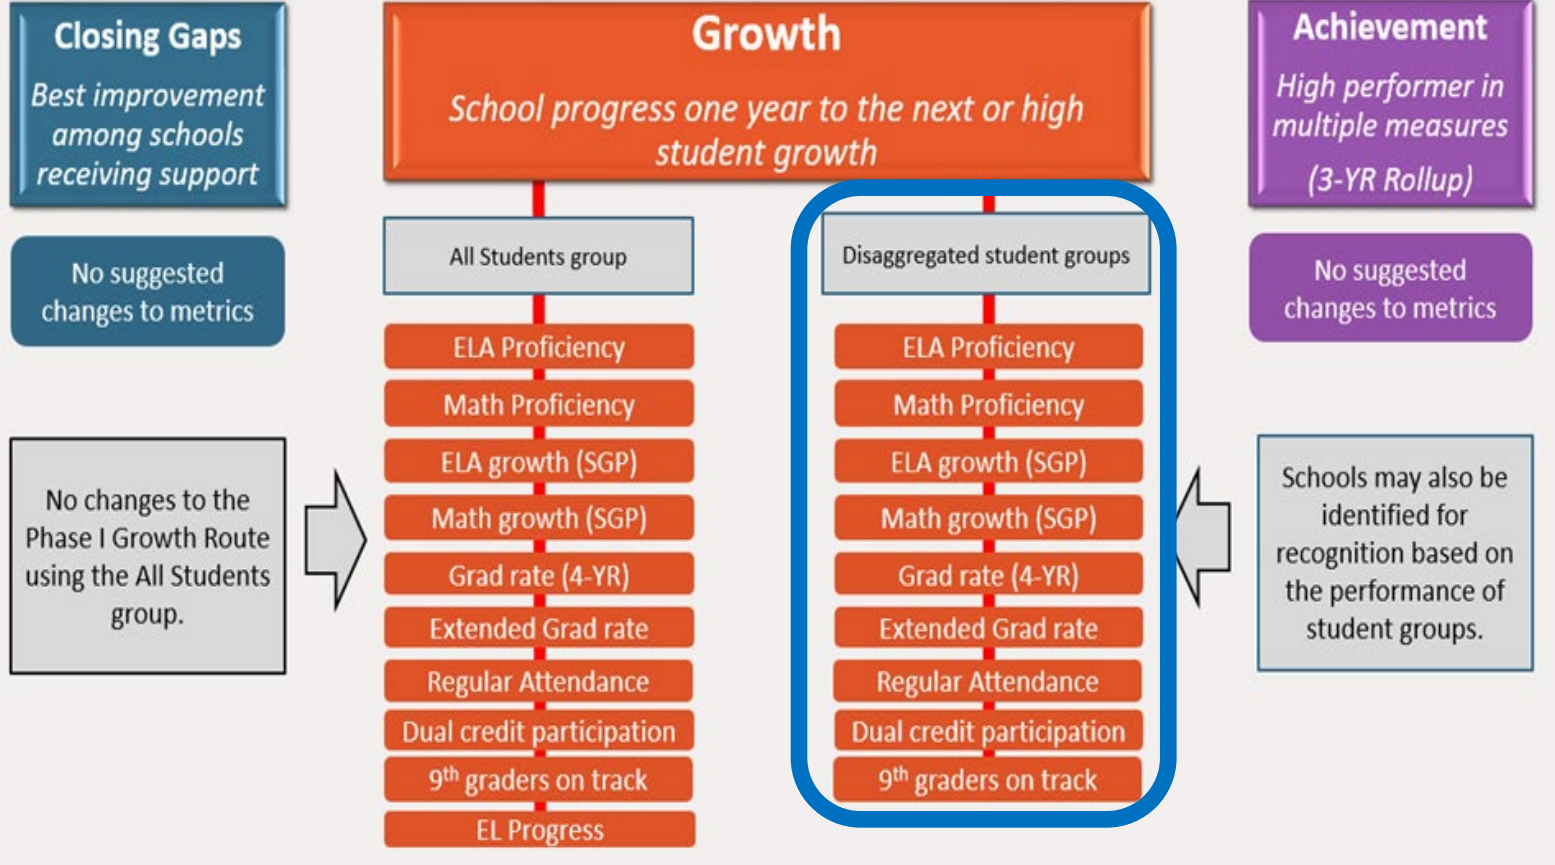 Closing Gaps
Best improvement
among schools
receiving support
No suggested
changes to metrics
No changes to the
Phase I Growth Route
using the All Students
group.
Growth
School progress one year to the next or high
student growth
All Students group
ELA Proficiency
Math Proficiency
ELA growth (SGP)
Math growth (SGP)
Grad rate (4-YR)
Extended Grad rate
Regular Attendance
Dual credit participation
9th graders on track
EL Progress
Disaggregated student groups
ELA Proficiency
Math Proficiency
ELA growth (SGP)
Math growth (SGP)
Grad rate (4-YR)
Extended Grad rate
Regular Attendance
Dual credit participation
9th graders on track
Achievement
High performer in
multiple measures
(3-YR Rollup)
No suggested
changes to metrics
Schools may also be
identified for
recognition based on
the performance of
student groups.